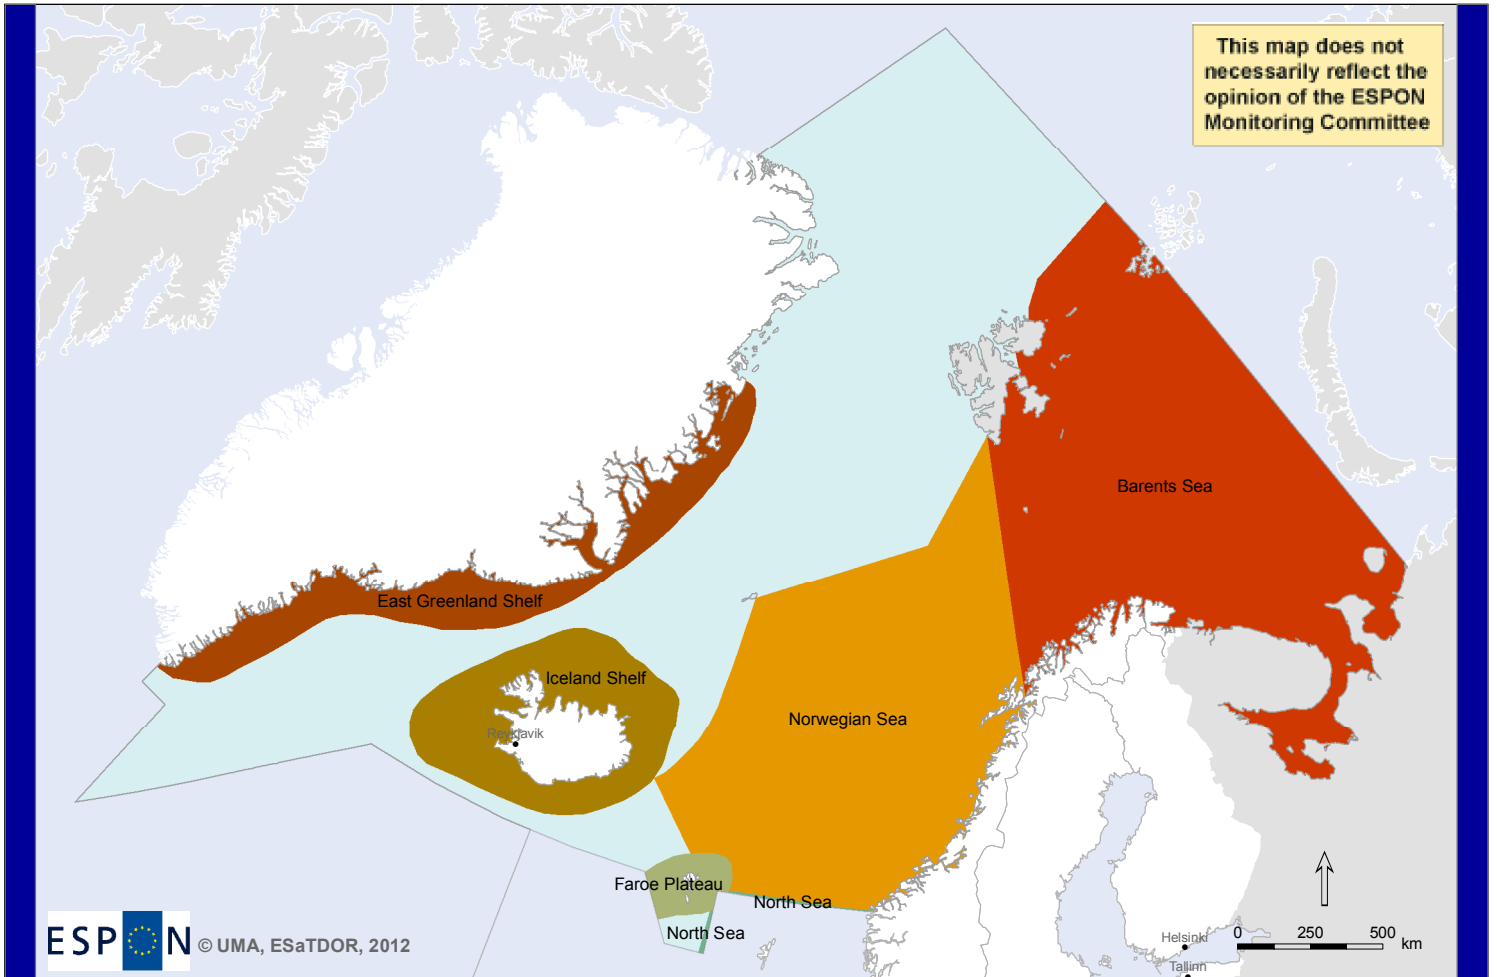 This map does not
necessarily reflect the
opinion of the ESPON
Monitoring Committee
Barents Sea
East Greenland Shelf
Iceland Shelf
Norwegian Sea
Reykjavik
Faroe Plateau
North Sea
North Sea
Helsinki
Tallinn
0 250 500
km
ESPON © UMA, ESaTDOR, 2012